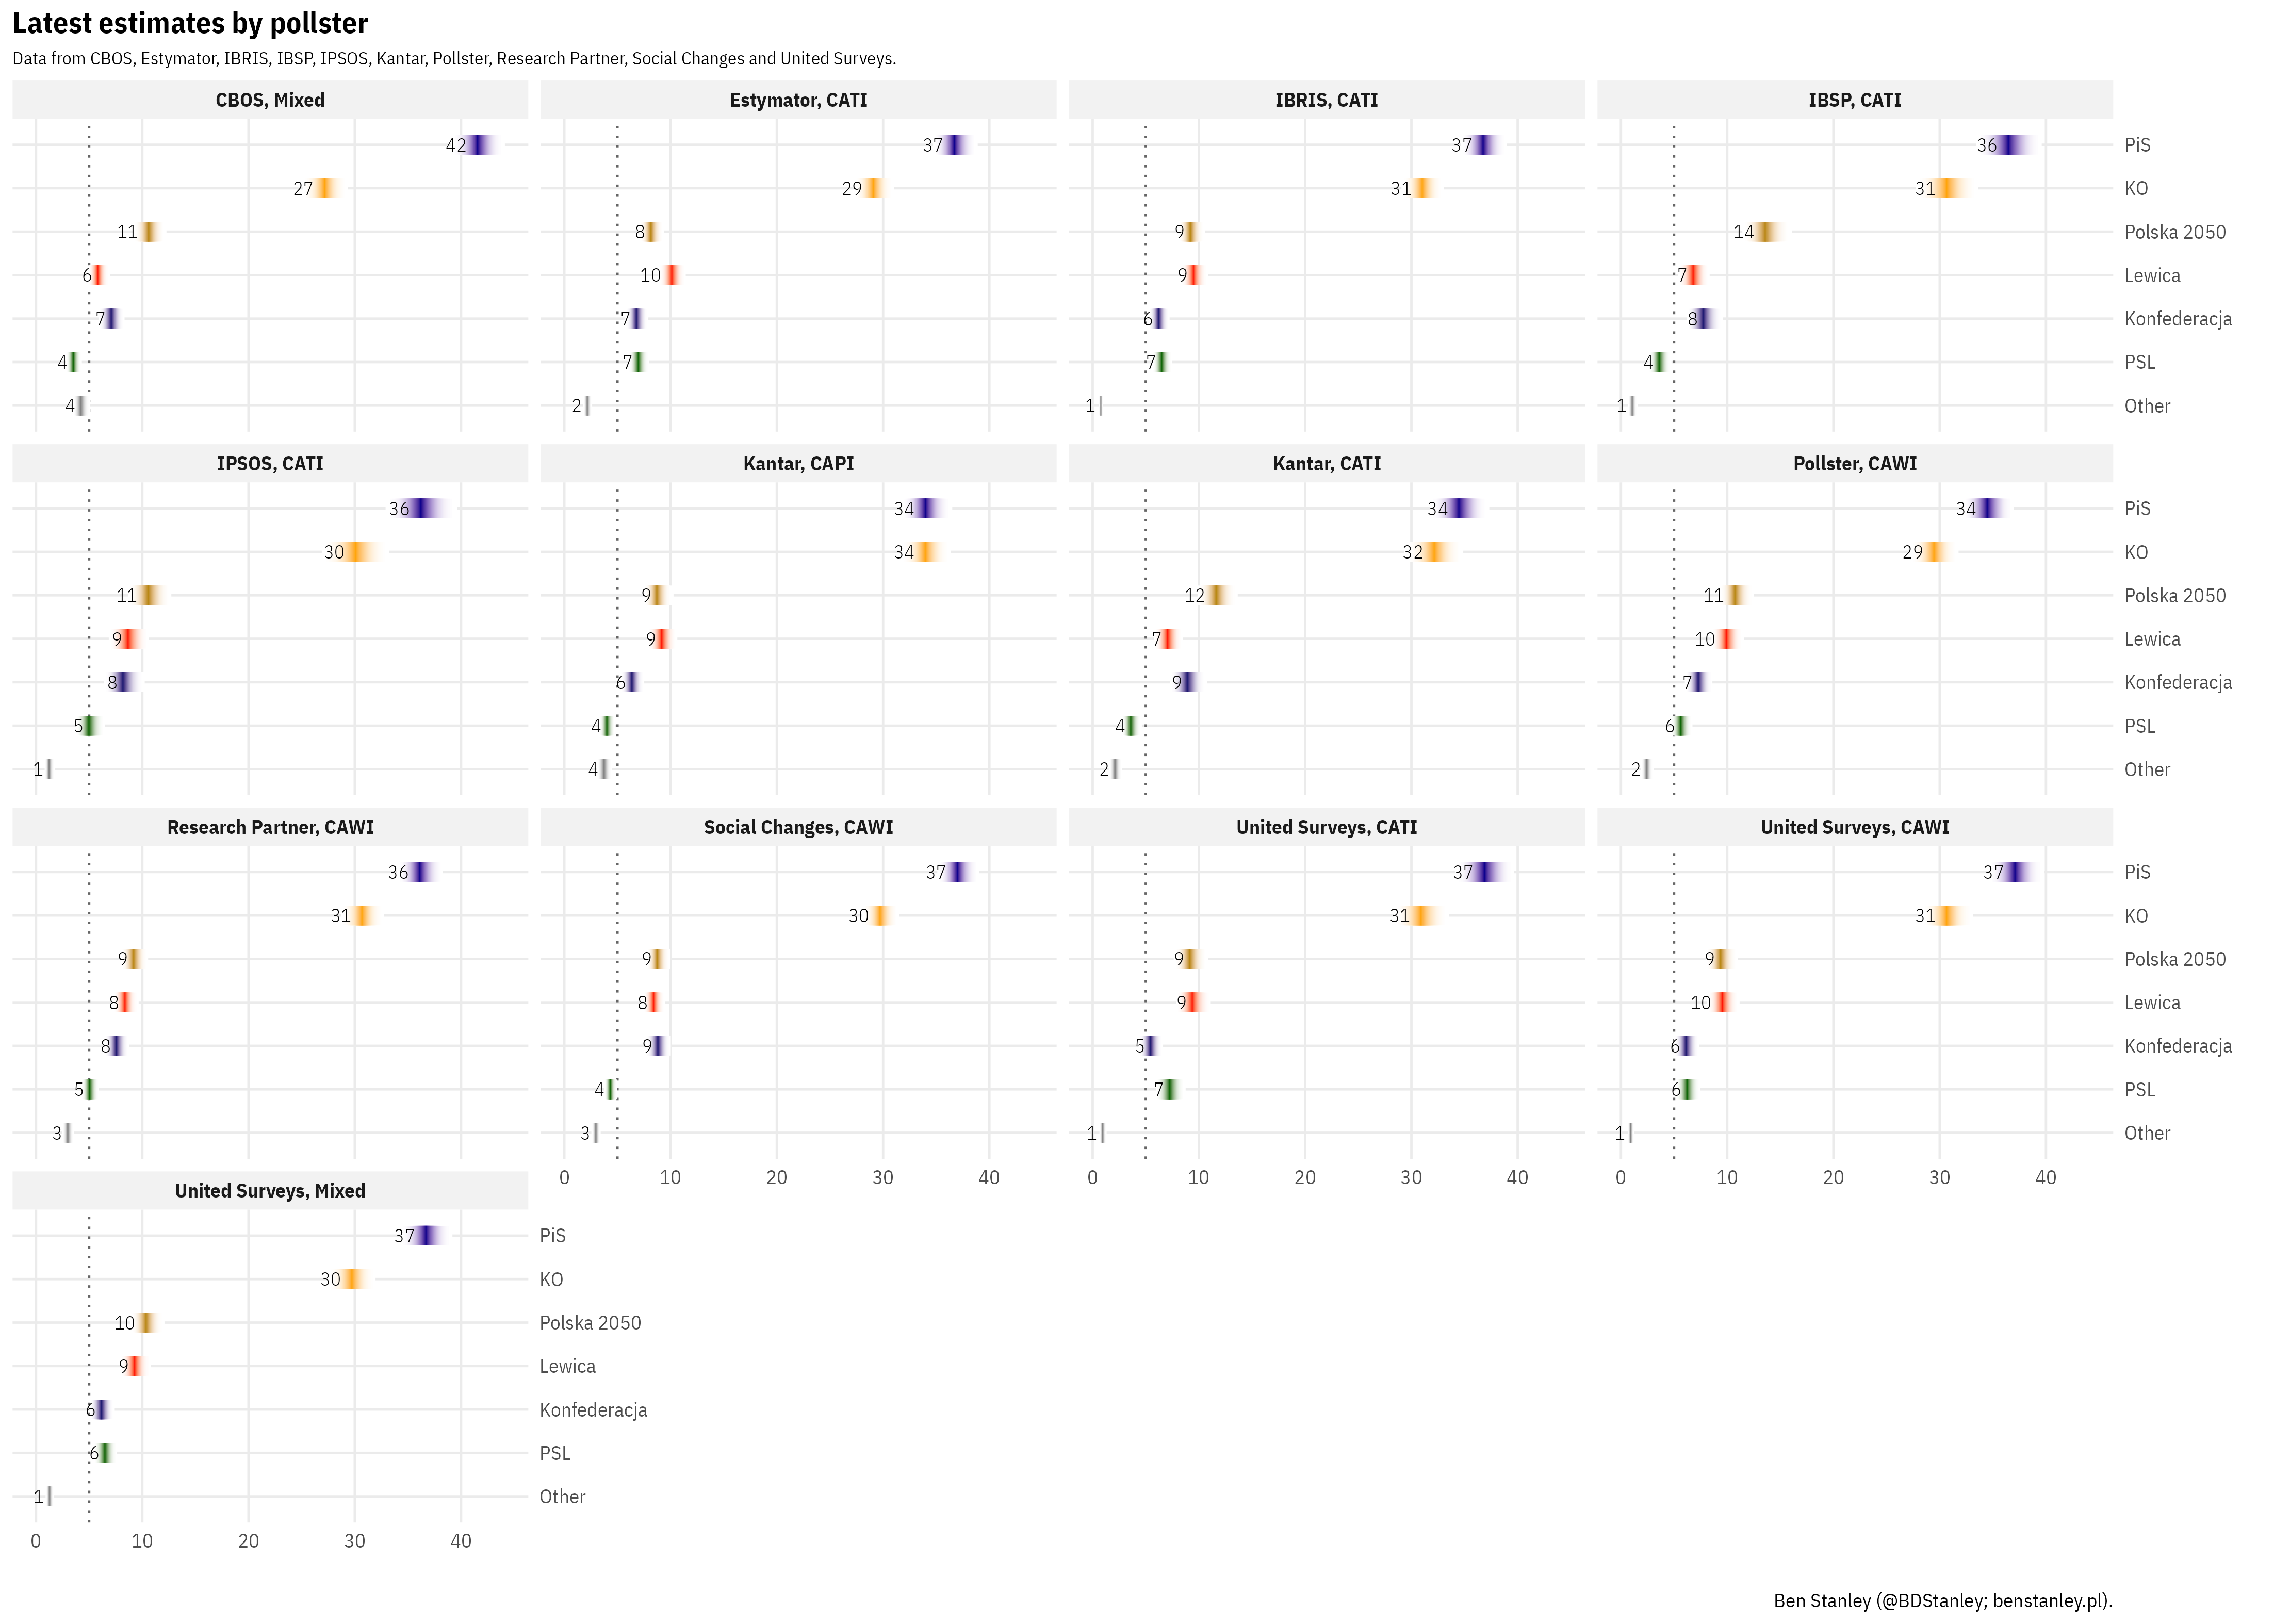 Latest estimates by pollster
Data from CBOS, Estymator, IBRIS, IBSP, IPSOS, Kantar, Pollster, Research Partner, Social Changes and United Surveys.
CBOS, Mixed
Estymator, CATI
IBRIS, CATI
IBSP, CATI
42 37 37 36 PiS
27 29 31 31 KO
11 8 9 14 Polska 2050
6 10 9 7 Lewica
7 7 6 8 Konfederacja
4 7 7 4 PSL
4 2 1 1 Other
IPSOS, CATI
Kantar, CAPI
Kantar, CATI
Pollster, CAWI
36 34 34 34 PiS
30 34 32 29 KO
11 9 12 11 Polska 2050
9 9 7 10 Lewica
8 6 9 7 Konfederacja
5 4 4 6 PSL
1 4 2 2 Other
Research Partner, CAWI
Social Changes, CAWI
United Surveys, CATI
United Surveys, CAWI
36 37 37 37 PiS
31 30 31 31 KO
9 9 9 9 Polska 2050
8 8 9 10 Lewica
8 9 5 6 Konfederacja
5 4 7 6 PSL
3 3 1 1 Other
0 10 20 30 40 0 10 20 30 40 0 10 20 30 40
United Surveys, Mixed
37 PiS
30 KO
10 Polska 2050
9 Lewica
6 Konfederacja
6 PSL
1 Other
0 10 20 30 40
Ben Stanley (@BDStanley; benstanley.pl).